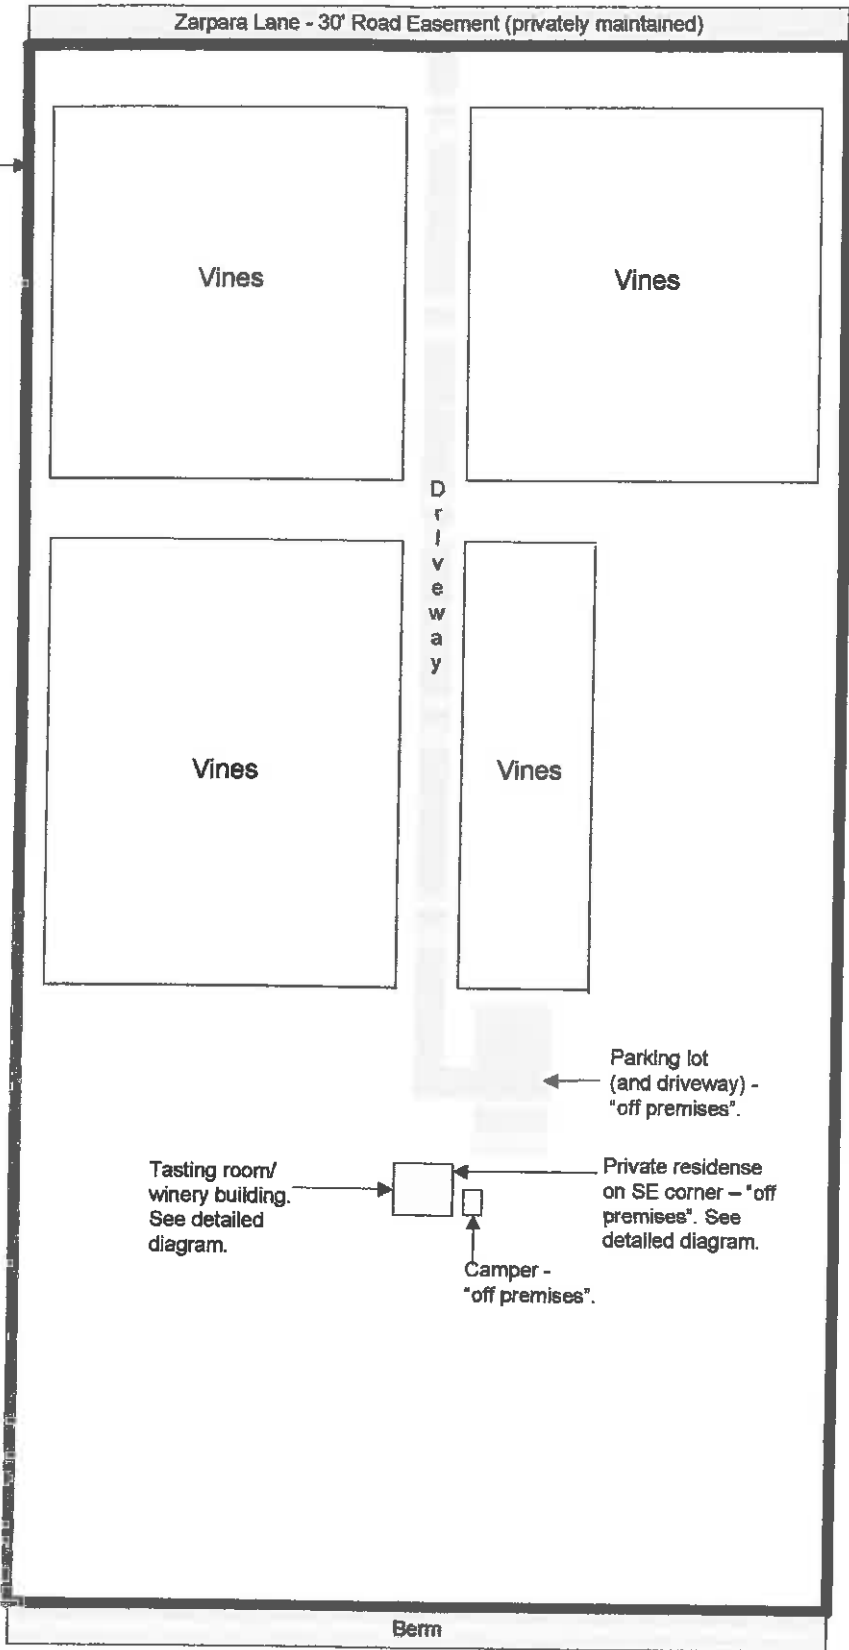 Zarpara Lane - 30' Road Easement (privately maintained)
Vines
Vines
Driveway
Vines
Vines
Parking lot
(and driveway) -
"off premises".
Tasting room/
winery building.
See detailed
diagram.
Private residense
on SE corner – "off
premises". See
detailed diagram.
Camper -
"off premises".
Berm